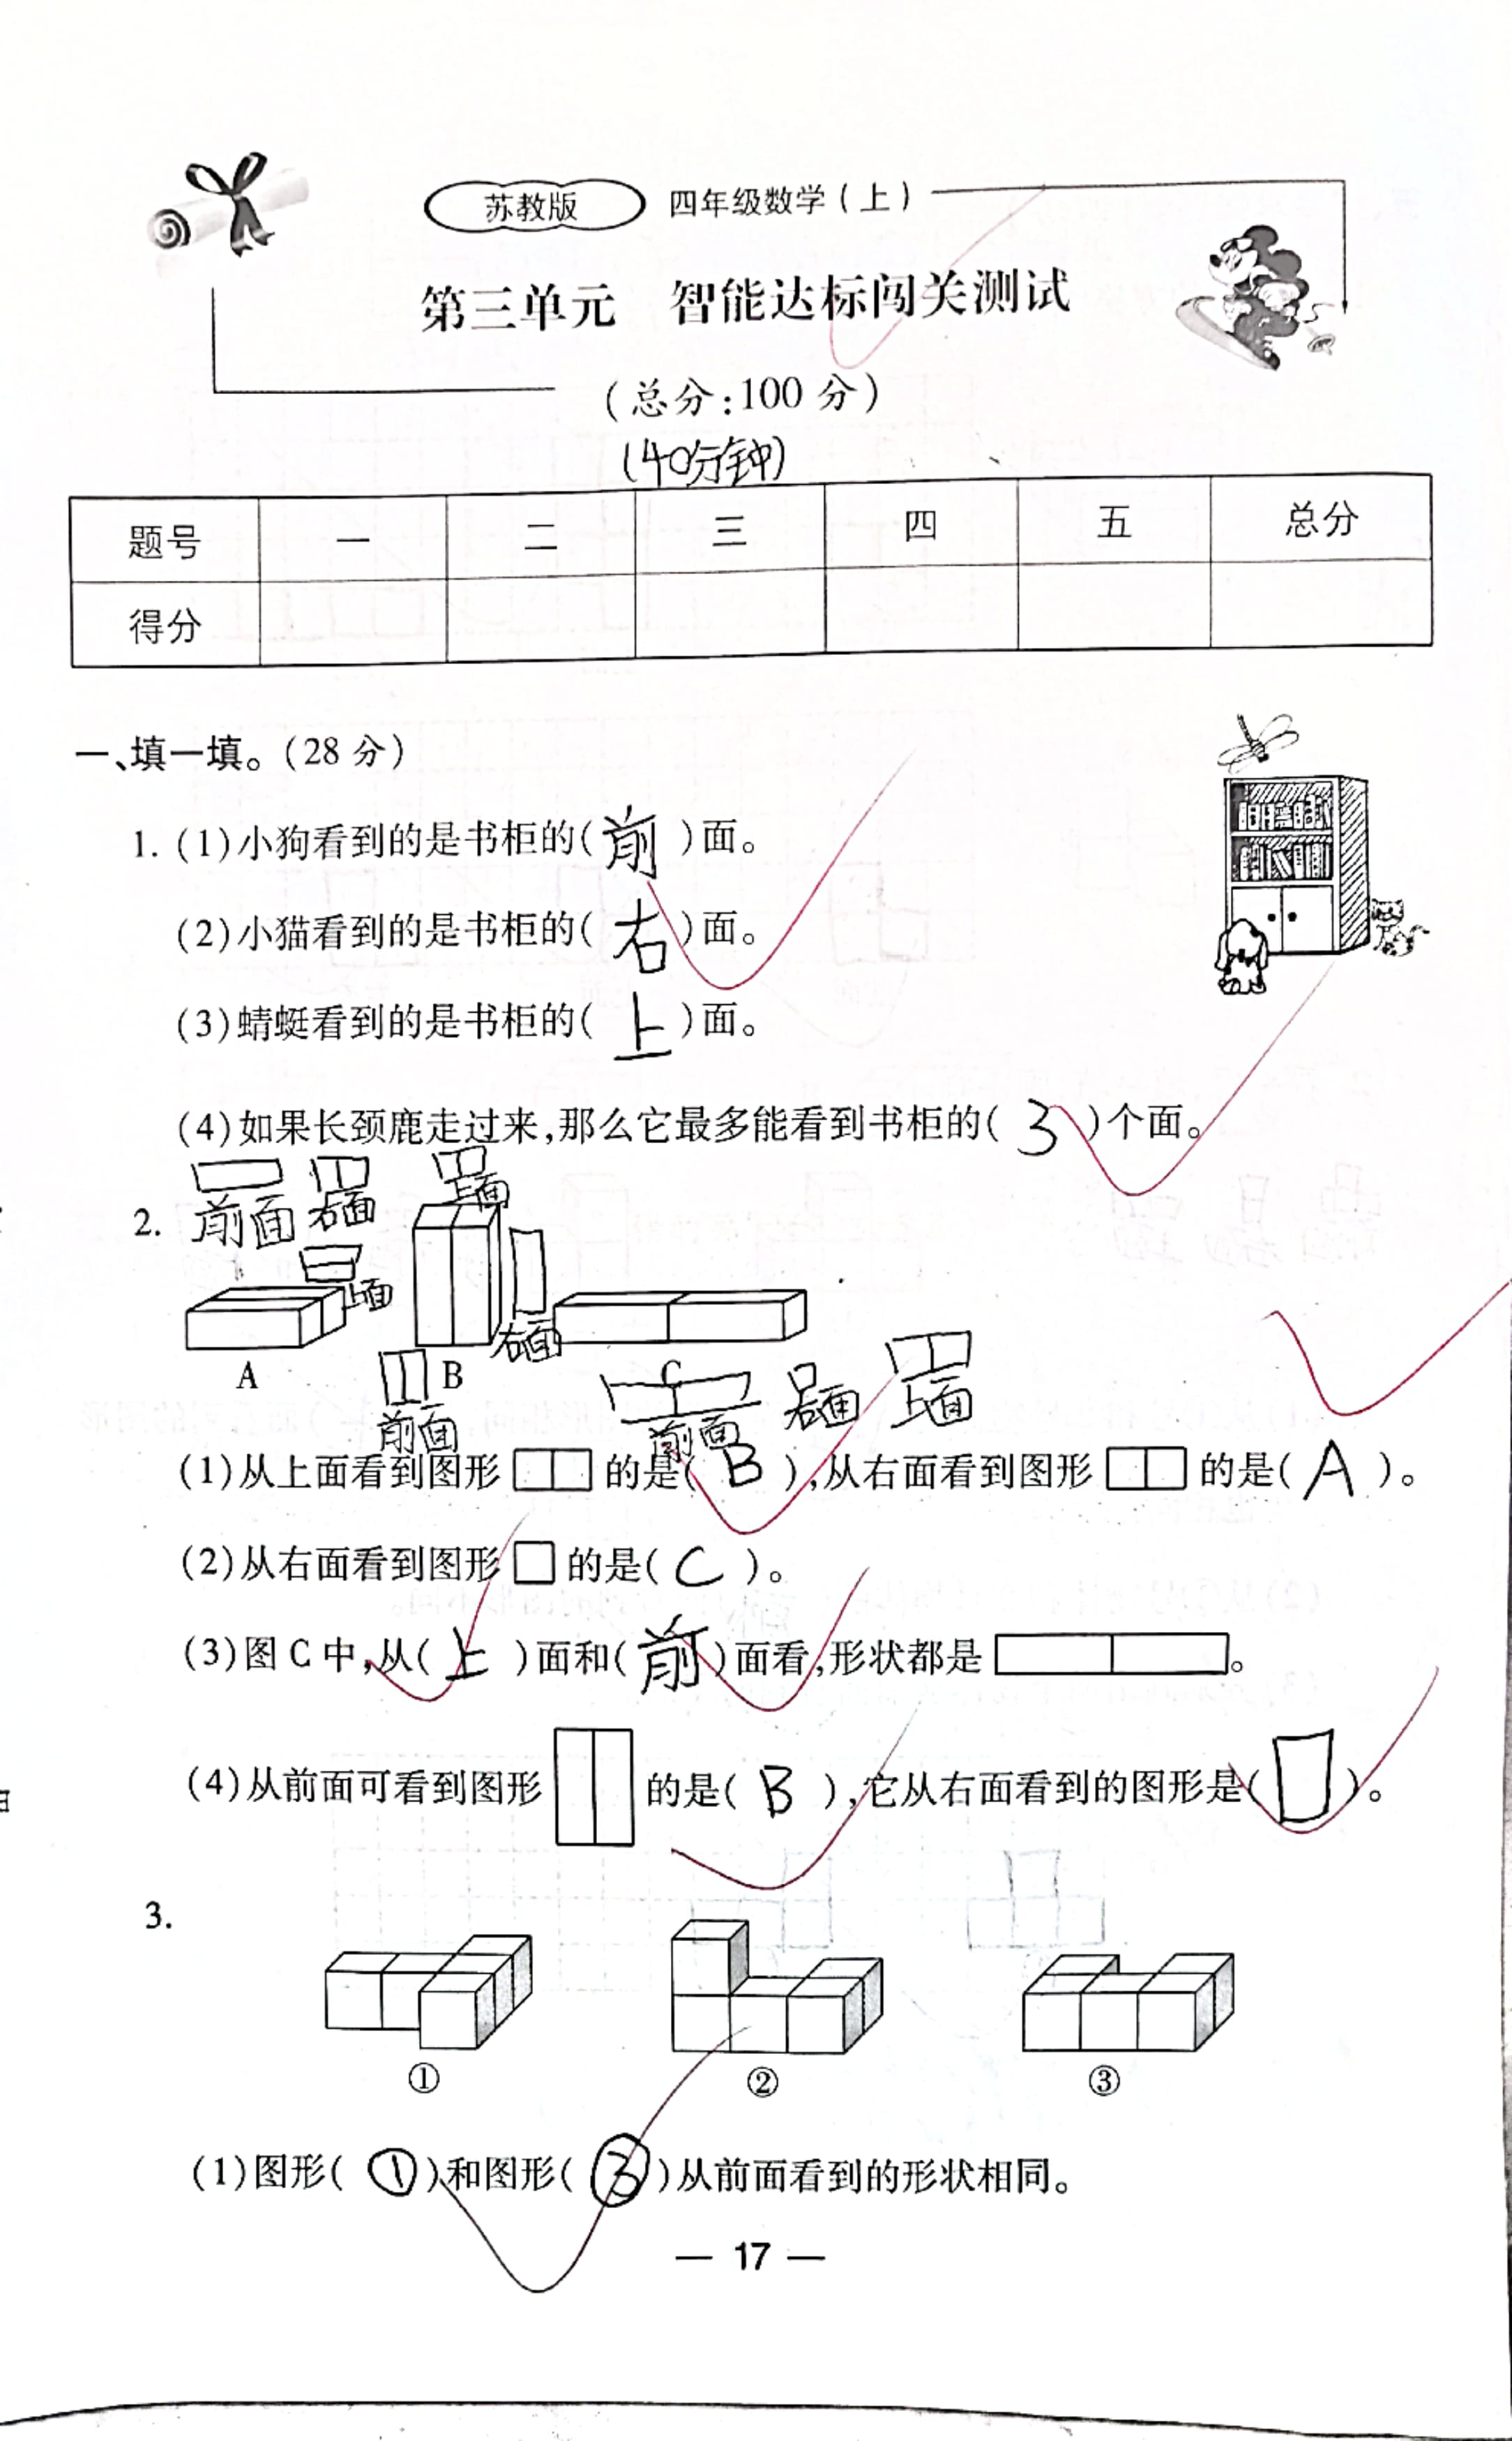 苏教版 四年级数学(上)
第三单元 智能达标闯关测试
(总分:100分)
(40分钟)
题号 一 二 三 四 五 总分
得分
一、填一填。(28分)
1. (1)小狗看到的是书柜的(前)面。
(2)小猫看到的是书柜的(右)面。
(3)蜻蜓看到的是书柜的(上)面。
(4)如果长颈鹿走过来,那么它最多能看到书柜的(3)个面。
2. 前面 右面 上面
上面
右面
A B C
前面 前面 右面 上面
(1)从上面看到图形 的是(B),从右面看到图形 的是(A)。
(2)从右面看到图形 的是(C)。
(3)图C中,从(上)面和(前)面看,形状都是 。
(4)从前面可看到图形 的是(B),它从右面看到的图形是( )。
3.
① ② ③
(1)图形(①)和图形(③)从前面看到的形状相同。
— 17 —